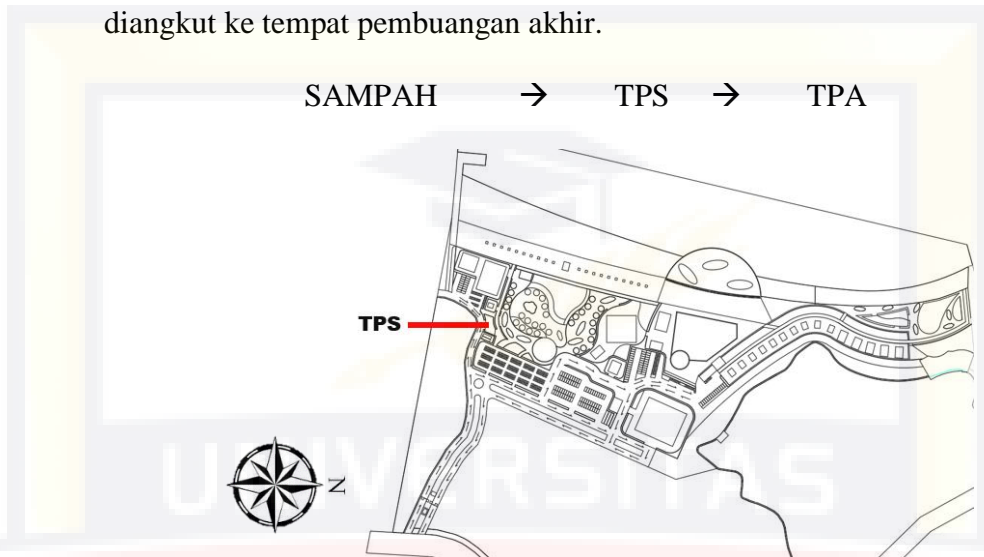 diangkut ke tempat pembuangan akhir.
SAMPAH → TPS → TPA
TPS
N
UNIVERSITAS